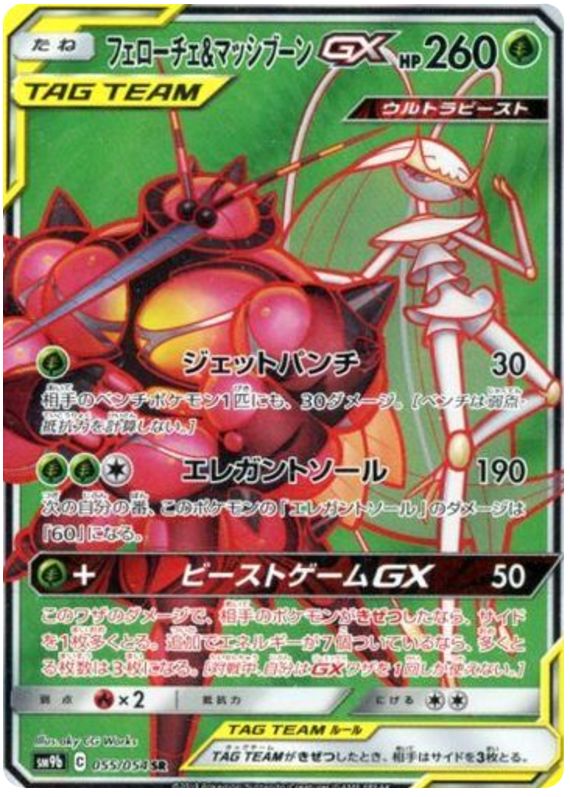 たね フェローチェ&マッシブーンGX HP260
TAG TEAM
ウルトラビースト
ジェットパンチ 30
相手のベンチポケモン1匹にも、30ダメージ。[ベンチは弱点・
抵抗力を計算しない。]
エレガントソール 190
次の自分の番、このポケモンの「エレガントソール」のダメージは
「60」になる。
+ ビーストゲームGX 50
このワザのダメージで、相手のポケモンがきぜつしたなら、サイド
を1枚多くとる。追加でエネルギーが7個ついているなら、多くと
る枚数は3枚になる。[対戦中、自分はGXワザを1回しか使えない。]
弱点 ×2 抵抗力 にげる
Illus. aky CG Works
TAG TEAM ルール
sm9b C 055/054 SR
TAG TEAMがきぜつしたとき、相手はサイドを3枚とる。